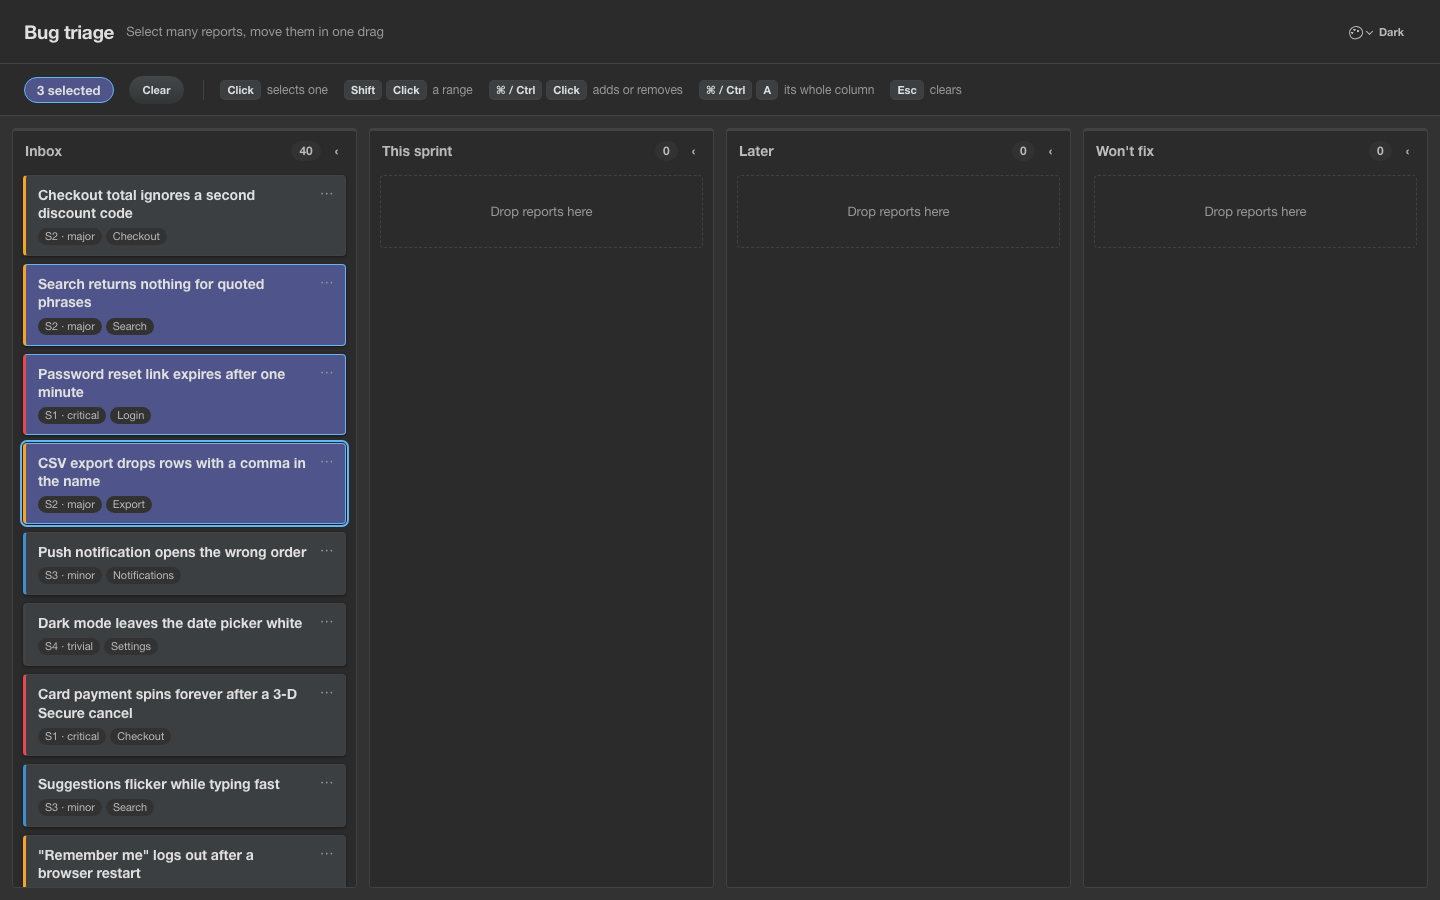 Bug triage Select many reports, move them in one drag Dark
3 selected Clear Click selects one Shift Click a range ⌘ / Ctrl Click adds or removes ⌘ / Ctrl A its whole column Esc clears
Inbox 40 ‹
Checkout total ignores a second
discount code
S2 · major Checkout
Search returns nothing for quoted
phrases
S2 · major Search
Password reset link expires after one
minute
S1 · critical Login
CSV export drops rows with a comma in
the name
S2 · major Export
Push notification opens the wrong order
S3 · minor Notifications
Dark mode leaves the date picker white
S4 · trivial Settings
Card payment spins forever after a 3-D
Secure cancel
S1 · critical Checkout
Suggestions flicker while typing fast
S3 · minor Search
"Remember me" logs out after a
browser restart
This sprint 0 ‹
Drop reports here
Later 0 ‹
Drop reports here
Won't fix 0 ‹
Drop reports here